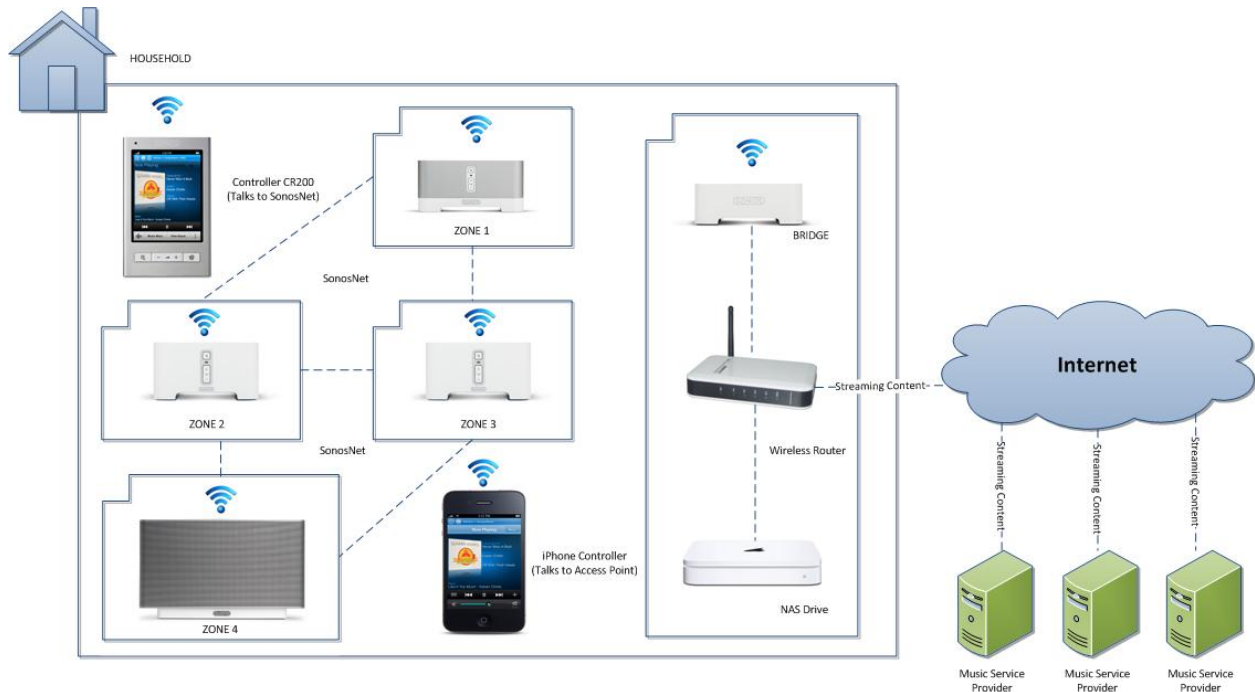 HOUSEHOLD
Controller CR200
(Talks to SonosNet)
ZONE 1
SonosNet
ZONE 2
ZONE 3
SonosNet
ZONE 4
iPhone Controller
(Talks to Access Point)
BRIDGE
Wireless Router
NAS Drive
Streaming Content
Internet
Streaming Content
Streaming Content
Streaming Content
Music Service
Provider
Music Service
Provider
Music Service
Provider